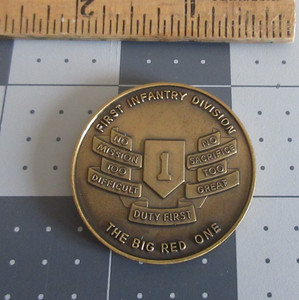 FIRST INFANTRY DIVISION
NO
MISSION
TOO
DIFFICULT
NO
SACRIFICE
TOO
GREAT
1
DUTY FIRST
THE BIG RED ONE